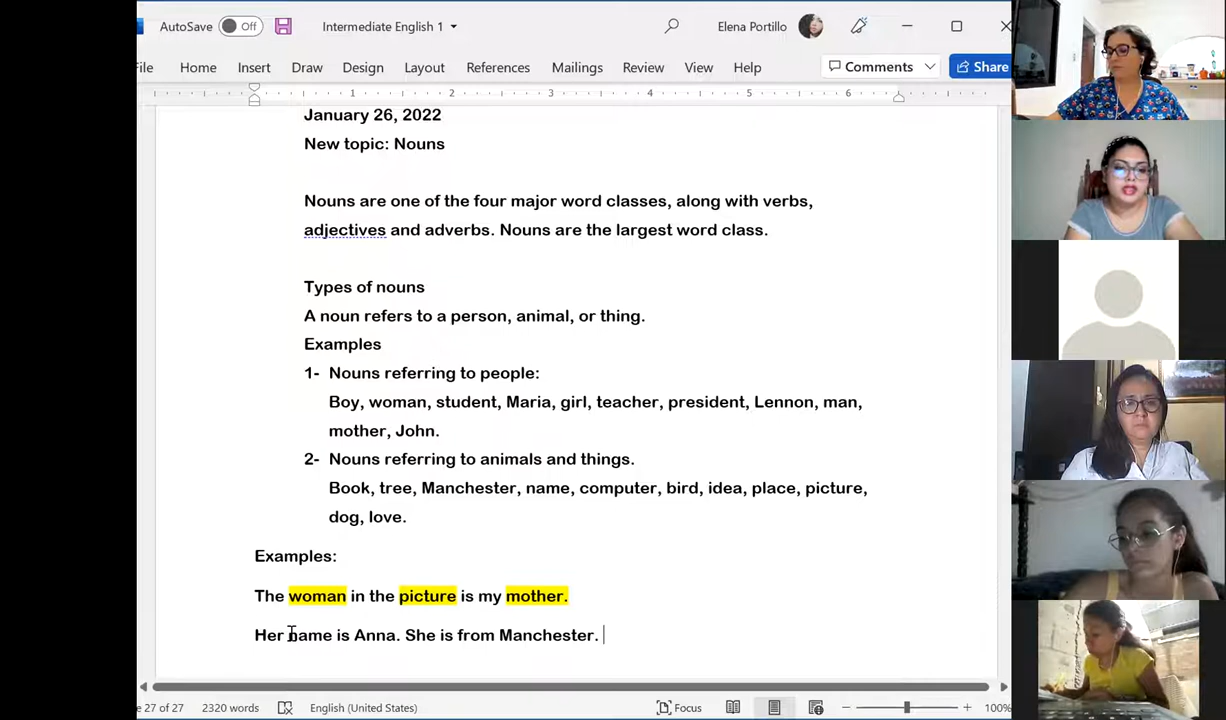 AutoSave Off Intermediate English 1 Elena Portillo
File Home Insert Draw Design Layout References Mailings Review View Help Comments Share
1 2 3 4 5 6
January 26, 2022
New topic: Nouns
Nouns are one of the four major word classes, along with verbs,
adjectives and adverbs. Nouns are the largest word class.
Types of nouns
A noun refers to a person, animal, or thing.
Examples
1- Nouns referring to people:
Boy, woman, student, Maria, girl, teacher, president, Lennon, man,
mother, John.
2- Nouns referring to animals and things.
Book, tree, Manchester, name, computer, bird, idea, place, picture,
dog, love.
Examples:
The woman in the picture is my mother.
Her name is Anna. She is from Manchester.
e 27 of 27 2320 words English (United States) Focus 100%